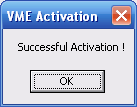 VME Activation
Successful Activation !
OK